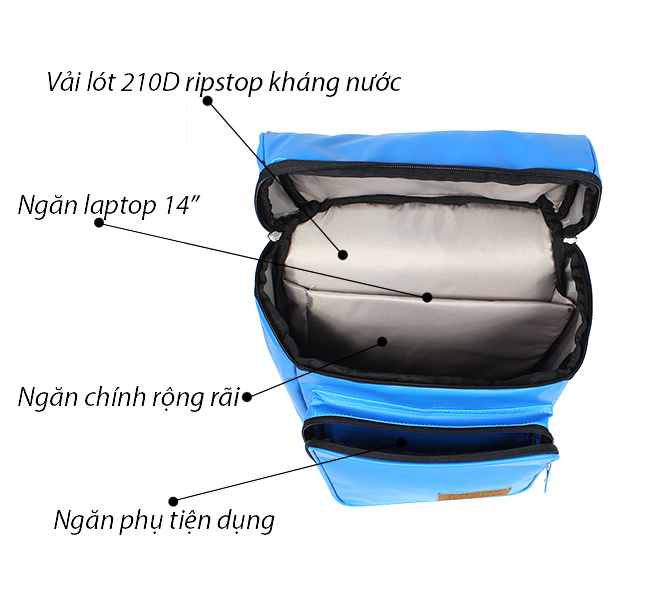 Vải lót 210D ripstop kháng nước
Ngăn laptop 14”
Ngăn chính rộng rãi
Ngăn phụ tiện dụng